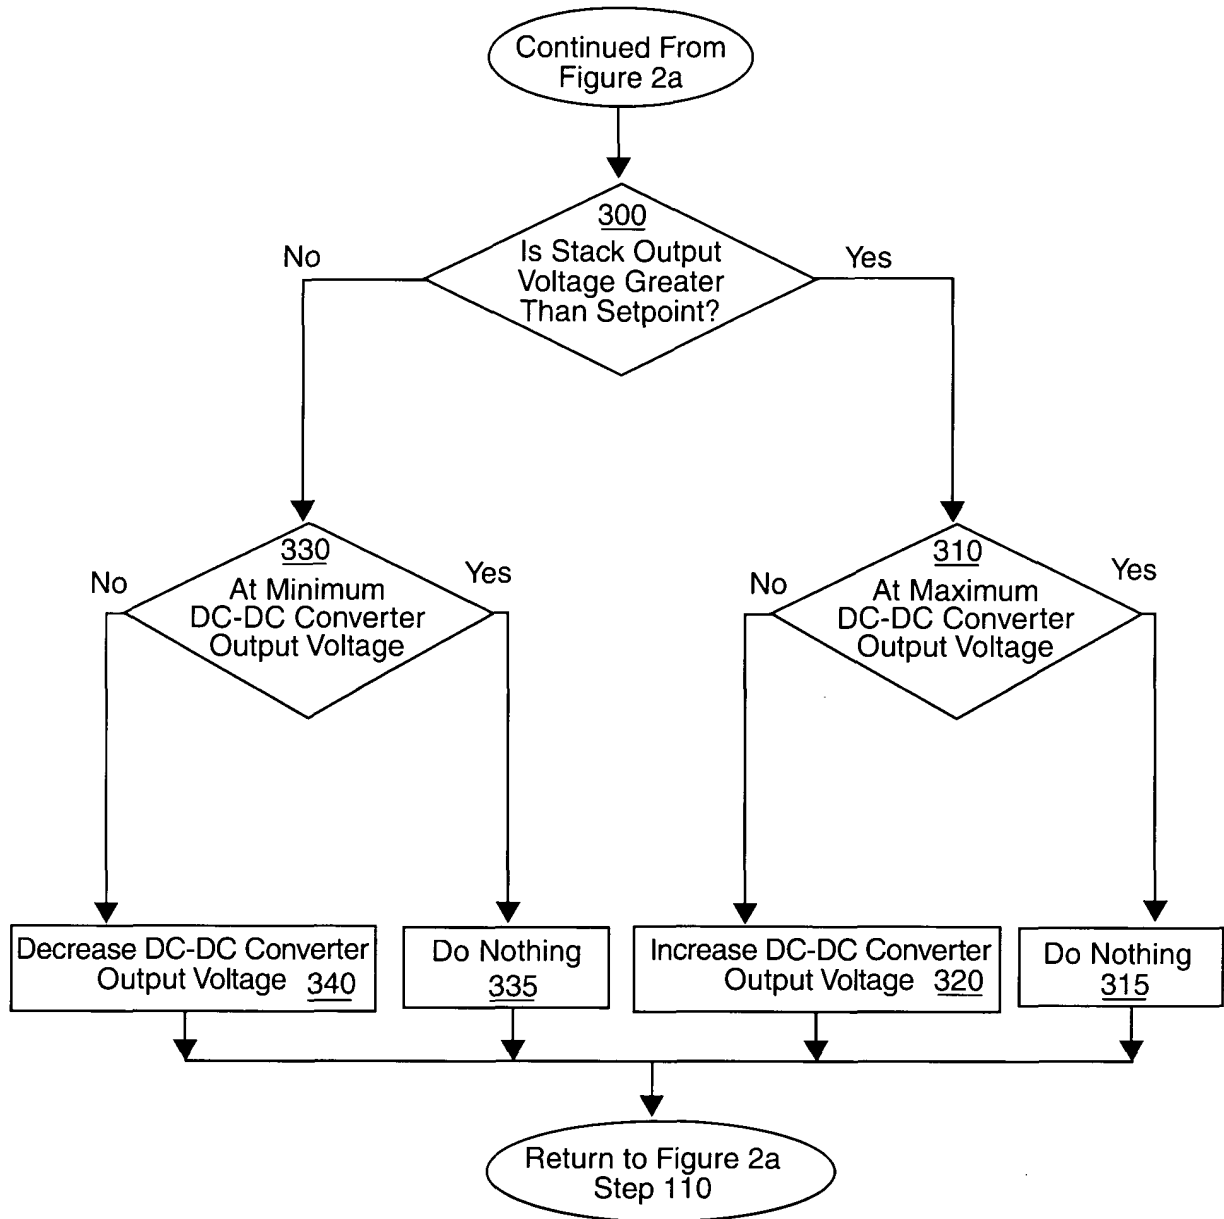 Continued From
Figure 2a
300
Is Stack Output
Voltage Greater
Than Setpoint?
No
Yes
330
At Minimum
DC-DC Converter
Output Voltage
No
Yes
310
At Maximum
DC-DC Converter
Output Voltage
No
Yes
Decrease DC-DC Converter
Output Voltage 340
Do Nothing
335
Increase DC-DC Converter
Output Voltage 320
Do Nothing
315
Return to Figure 2a
Step 110